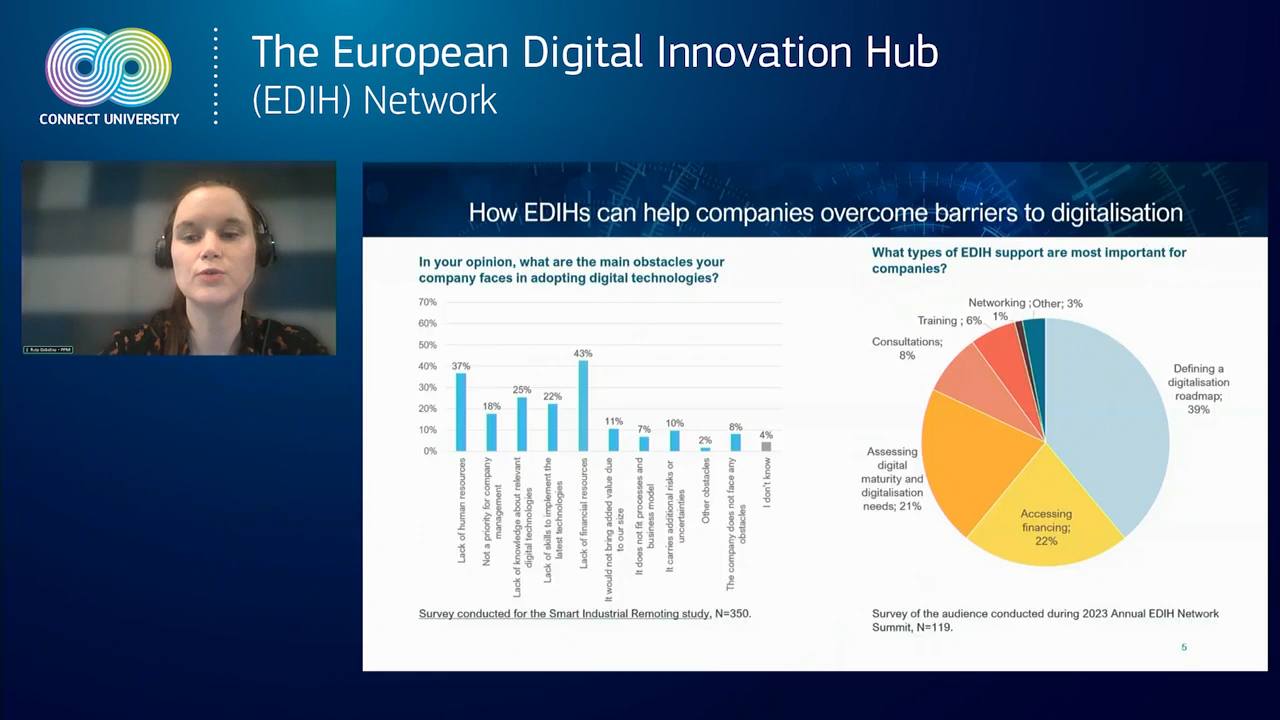 The European Digital Innovation Hub
(EDIH) Network
CONNECT UNIVERSITY
How EDIHs can help companies overcome barriers to digitalisation
In your opinion, what are the main obstacles your
company faces in adopting digital technologies?
70%
60%
50%
40%
30%
20%
10%
0%
37%
18%
25%
22%
43%
11%
7%
10%
2%
8%
4%
Lack of human resources
Not a priority for company
management
Lack of knowledge about relevant
digital technologies
Lack of skills to implement the
latest technologies
Lack of financial resources
It would not bring added value due
to our size
It does not fit processes and
business model
It carries additional risks or
uncertainties
Other obstacles
The company does not face any
obstacles
I don't know
Survey conducted for the Smart Industrial Remoting study, N=350.
What types of EDIH support are most important for
companies?
Networking ;
1%
Other; 3%
Training ; 6%
Consultations;
8%
Defining a
digitalisation
roadmap;
39%
Assessing
digital
maturity and
digitalisation
needs; 21%
Accessing
financing;
22%
Survey of the audience conducted during 2023 Annual EDIH Network
Summit, N=119.
5